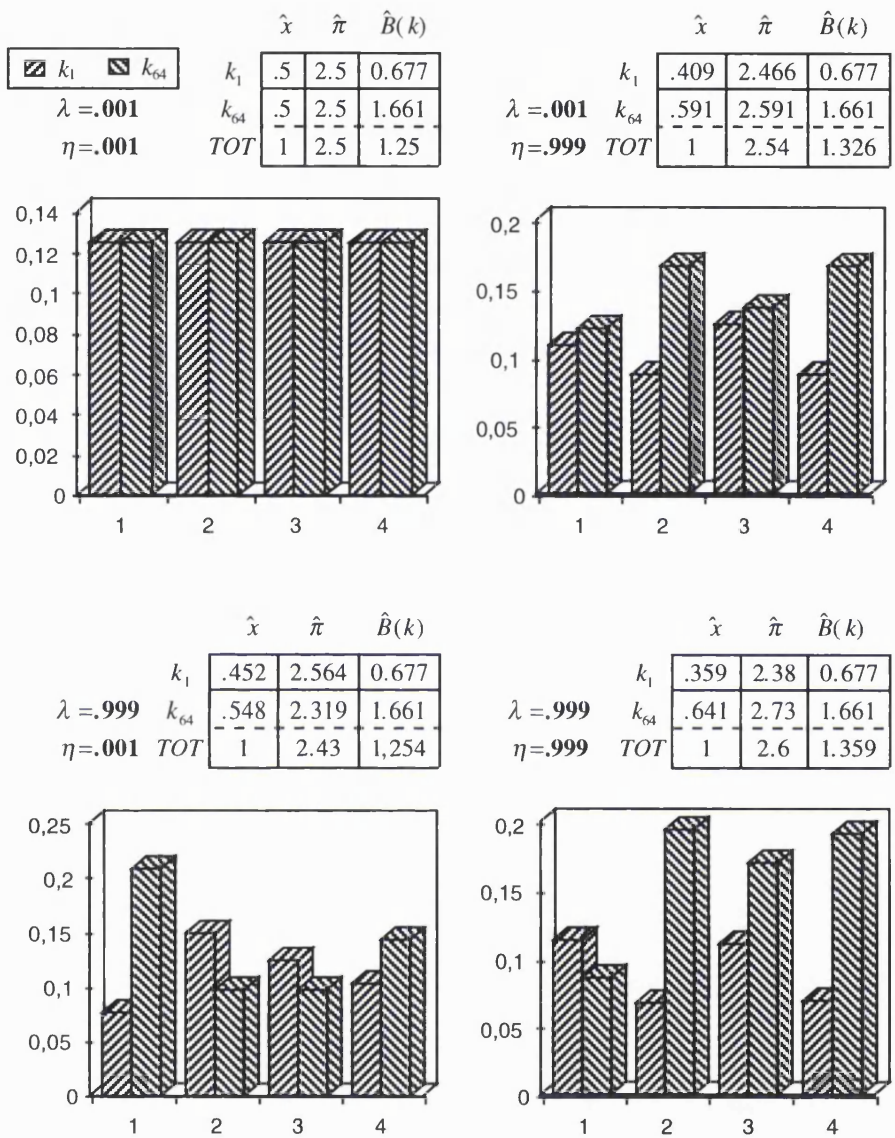 x̂ π̂ B̂(k)
k₁ k₆₄
k₁ .5 2.5 0.677
λ =.001 k₆₄ .5 2.5 1.661
η=.001 TOT 1 2.5 1.25
0,14
0,12
0,1
0,08
0,06
0,04
0,02
0
1 2 3 4
x̂ π̂ B̂(k)
k₁ .409 2.466 0.677
λ =.001 k₆₄ .591 2.591 1.661
η=.999 TOT 1 2.54 1.326
0,2
0,15
0,1
0,05
0
1 2 3 4
x̂ π̂ B̂(k)
k₁ .452 2.564 0.677
λ =.999 k₆₄ .548 2.319 1.661
η=.001 TOT 1 2.43 1,254
0,25
0,2
0,15
0,1
0,05
0
1 2 3 4
x̂ π̂ B̂(k)
k₁ .359 2.38 0.677
λ =.999 k₆₄ .641 2.73 1.661
η=.999 TOT 1 2.6 1.359
0,2
0,15
0,1
0,05
0
1 2 3 4